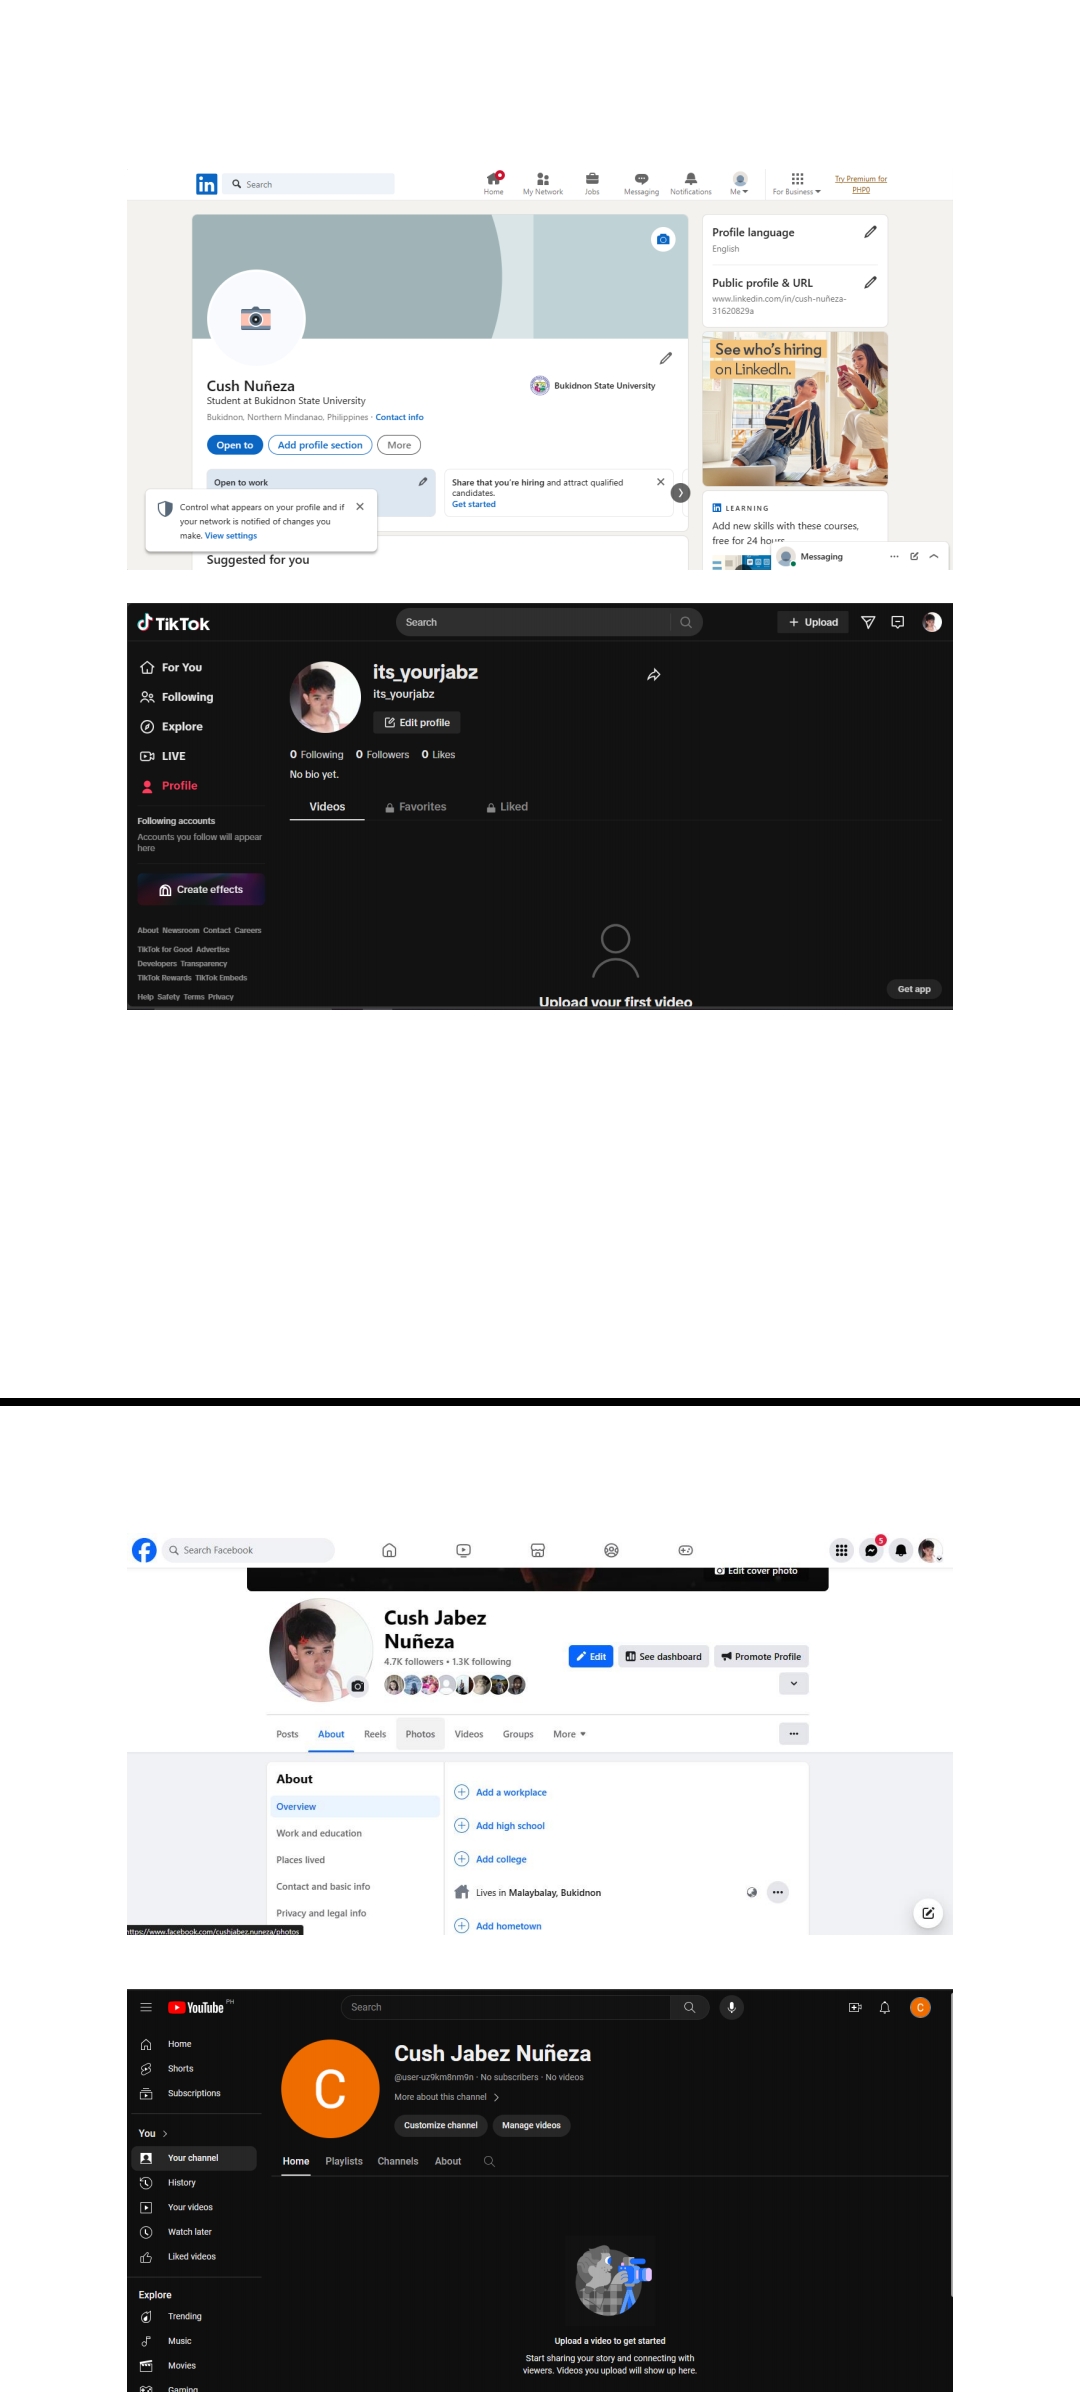 in
Search
Home
My Network
Jobs
Messaging
Notifications
Me
For Business
Try Premium for
PHP0
Cush Nuñeza
Student at Bukidnon State University
Bukidnon, Northern Mindanao, Philippines · Contact info
Bukidnon State University
Open to
Add profile section
More
Open to work
Share that you're hiring and attract qualified
candidates.
Get started
Control what appears on your profile and if
your network is notified of changes you
make. View settings
Suggested for you
Profile language
English
Public profile & URL
www.linkedin.com/in/cush-nuñeza-
31620829a
See who's hiring
on LinkedIn.
in LEARNING
Add new skills with these courses,
free for 24 hours
Messaging
TikTok
Search
+ Upload
For You
Following
Explore
LIVE
Profile
Following accounts
Accounts you follow will appear
here
Create effects
About Newsroom Contact Careers
TikTok for Good Advertise
Developers Transparency
TikTok Rewards TikTok Embeds
Help Safety Terms Privacy
its_yourjabz
its_yourjabz
Edit profile
0 Following 0 Followers 0 Likes
No bio yet.
Videos
Favorites
Liked
Upload your first video
Get app
Search Facebook
5
Edit cover photo
Cush Jabez
Nuñeza
4.7K followers • 1.3K following
Edit
See dashboard
Promote Profile
Posts
About
Reels
Photos
Videos
Groups
More
About
Overview
Work and education
Places lived
Contact and basic info
Privacy and legal info
Add a workplace
Add high school
Add college
Lives in Malaybalay, Bukidnon
Add hometown
https://www.facebook.com/cushjabez.nuneza/photos
YouTube PH
Search
C
Home
Shorts
Subscriptions
You
Your channel
History
Your videos
Watch later
Liked videos
Explore
Trending
Music
Movies
Gaming
C
Cush Jabez Nuñeza
@user-uz9km8nm9n · No subscribers · No videos
More about this channel
Customize channel
Manage videos
Home
Playlists
Channels
About
Upload a video to get started
Start sharing your story and connecting with
viewers. Videos you upload will show up here.